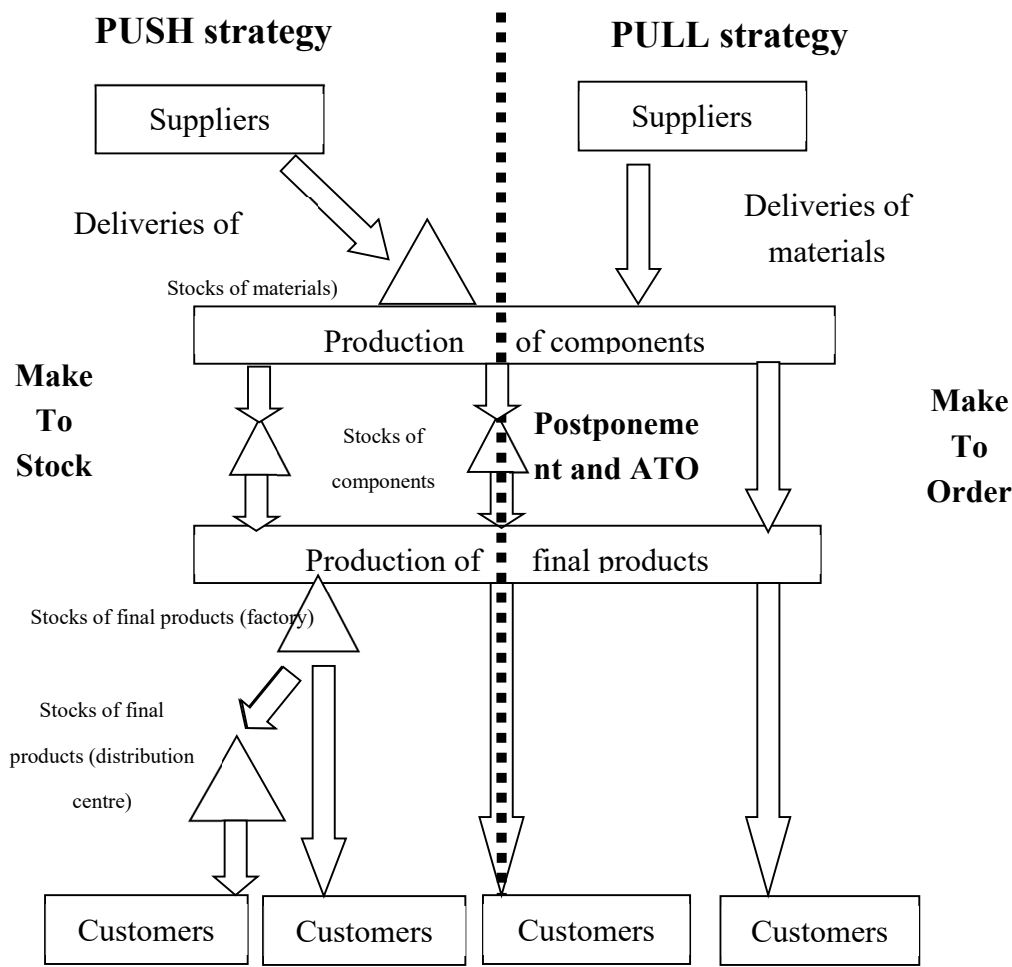 PUSH strategy
PULL strategy
Suppliers
Suppliers
Deliveries of
Deliveries of
materials
Stocks of materials)
Production of components
Make
To
Stock
Stocks of
components
Postponeme
nt and ATO
Make
To
Order
Production of final products
Stocks of final products (factory)
Stocks of final
products (distribution
centre)
Customers
Customers
Customers
Customers